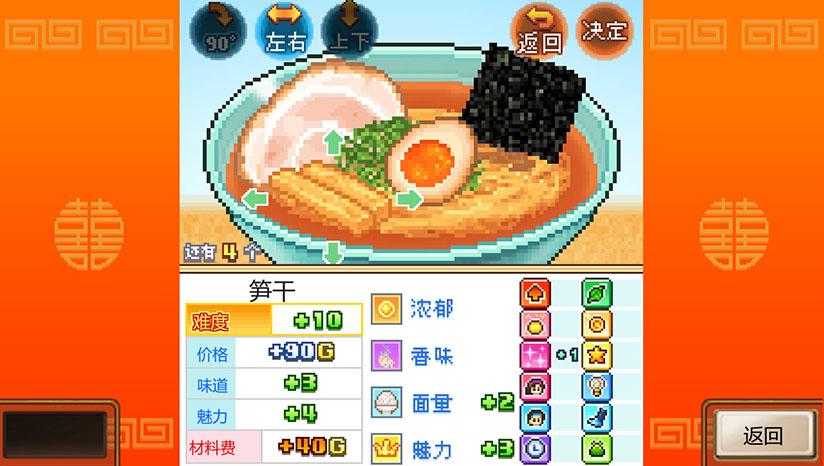 90° 左右 上下 返回 决定
还有4个
笋干
难度 +10
价格 +90G
味道 +3
魅力 +4
材料费 +40G
浓郁
香味 +1
面量 +2
魅力 +3
返回